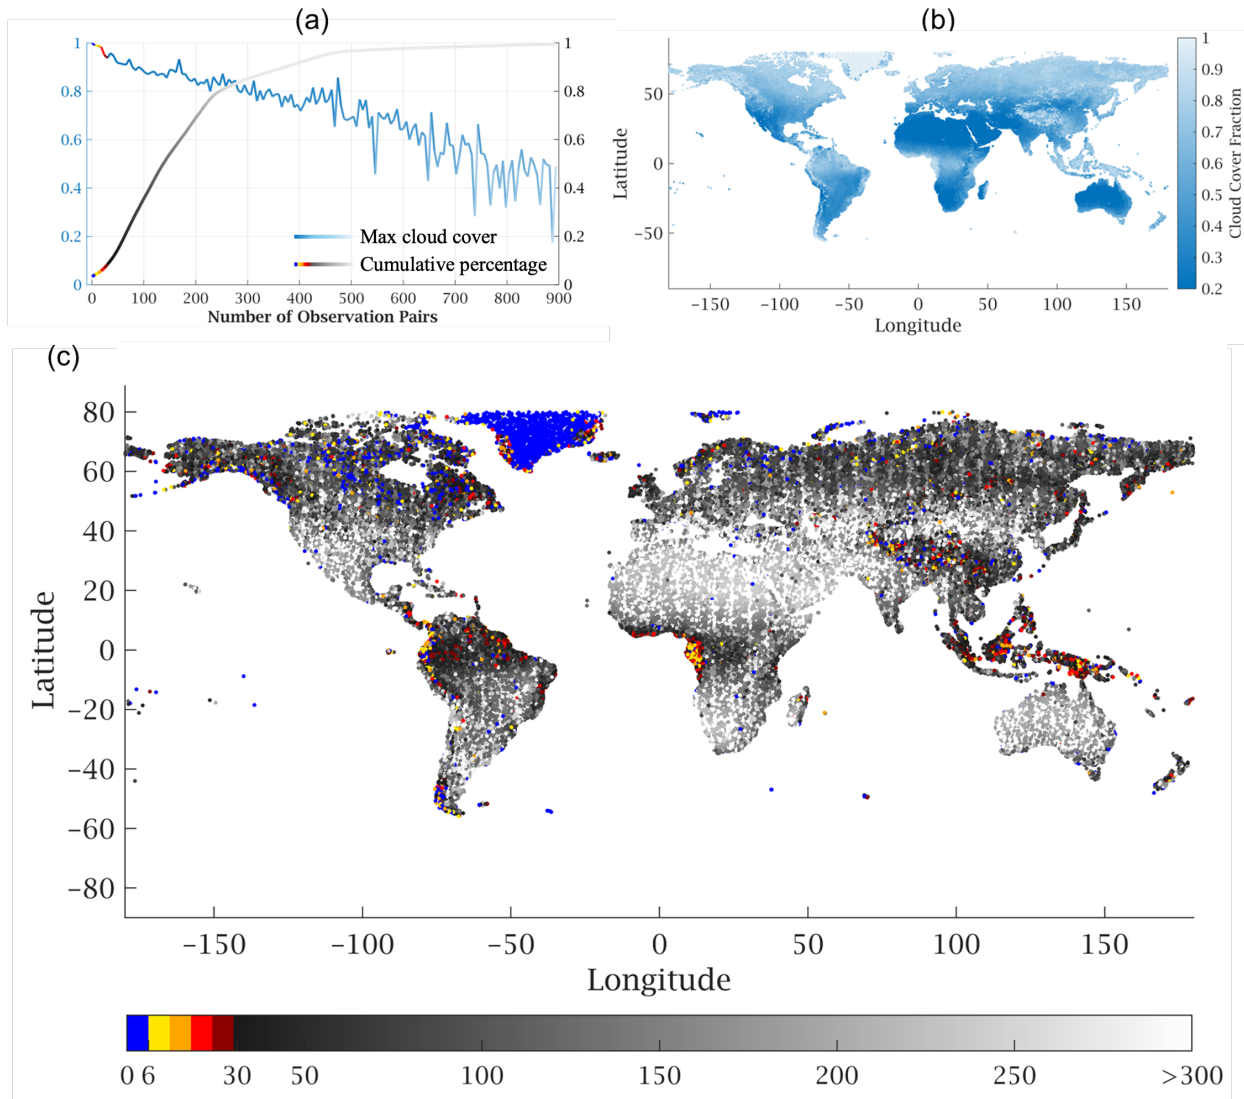 (a)
1
0.8
0.6
0.4
0.2
0
1
0.8
0.6
0.4
0.2
0
Max cloud cover
Cumulative percentage
0 100 200 300 400 500 600 700 800 900
Number of Observation Pairs
(b)
Latitude
50
0
−50
−150 −100 −50 0 50 100 150
Longitude
1
0.9
0.8
0.7
0.6
0.5
0.4
0.3
0.2
Cloud Cover Fraction
(c)
Latitude
80
60
40
20
0
−20
−40
−60
−80
−150 −100 −50 0 50 100 150
Longitude
0 6 30 50 100 150 200 250 >300